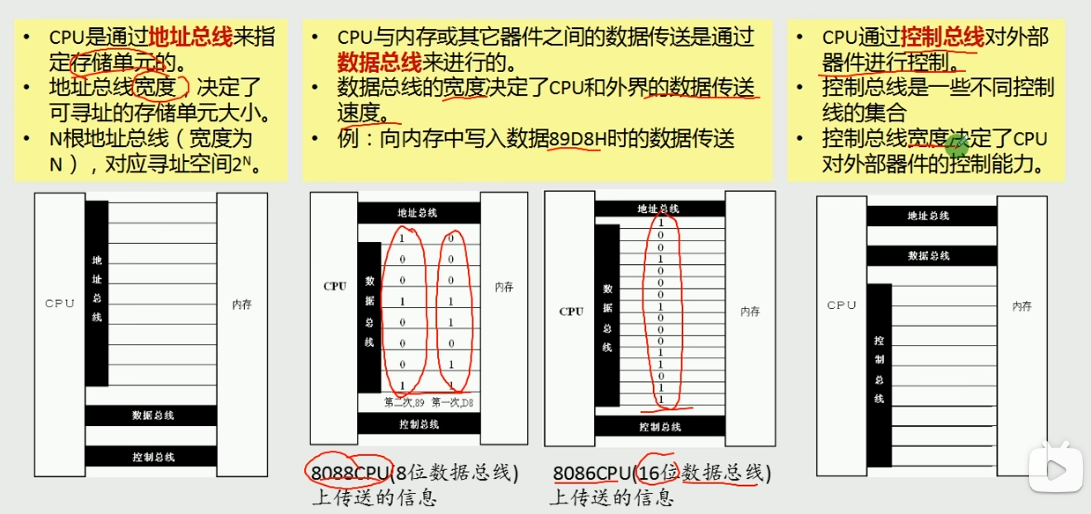 • CPU是通过地址总线来指
定存储单元的。
• 地址总线宽度，决定了
可寻址的存储单元大小。
• N根地址总线（宽度为
N），对应寻址空间2ᴺ。
• CPU与内存或其它器件之间的数据传送是通过
数据总线来进行的。
• 数据总线的宽度决定了CPU和外界的数据传送
速度。
• 例：向内存中写入数据89D8H时的数据传送
• CPU通过控制总线对外部
器件进行控制。
• 控制总线是一些不同控制
线的集合
• 控制总线宽度决定了CPU
对外部器件的控制能力。
CPU
地址总线
内存
数据总线
控制总线
地址总线
CPU
数据总线
内存
1 0
0 0
0 0
1 1
0 1
0 0
0 1
1 1
第二次,89 第一次,D8
控制总线
8088CPU(8位数据总线)
上传送的信息
地址总线
CPU
数据总线
内存
1
0
0
1
0
0
0
1
0
0
0
1
1
0
1
1
控制总线
8086CPU(16位数据总线)
上传送的信息
地址总线
数据总线
CPU
控制总线
内存